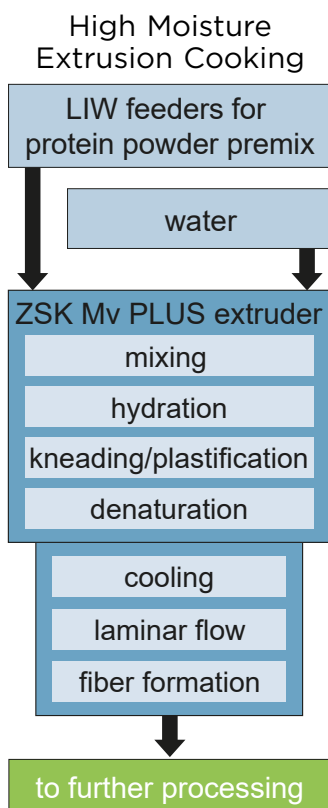 High Moisture
Extrusion Cooking
LIW feeders for
protein powder premix
water
ZSK Mv PLUS extruder
mixing
hydration
kneading/plastification
denaturation
cooling
laminar flow
fiber formation
to further processing